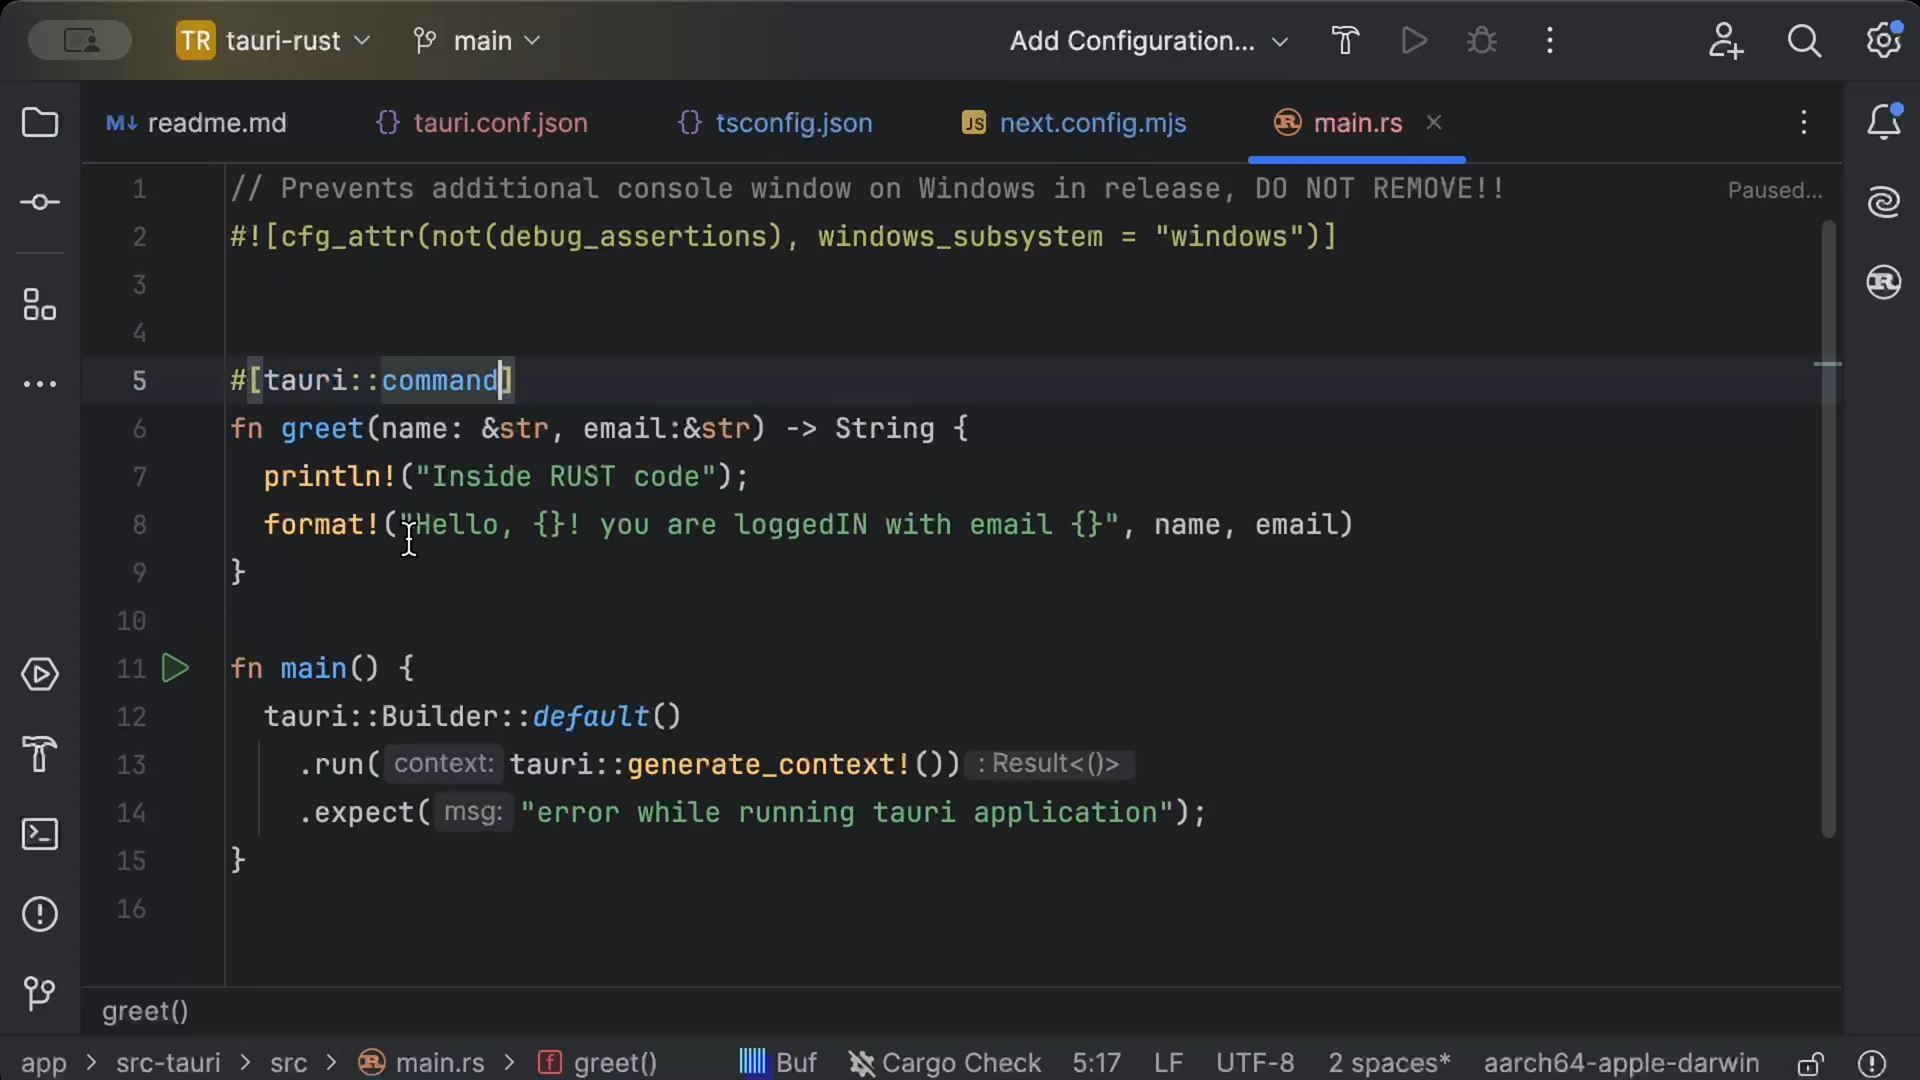 TR tauri-rust main Add Configuration...
M↓ readme.md {} tauri.conf.json {} tsconfig.json JS next.config.mjs main.rs
1 // Prevents additional console window on Windows in release, DO NOT REMOVE!! Paused...
2 #![cfg_attr(not(debug_assertions), windows_subsystem = "windows")]
3
4
5 #[tauri::command]
6 fn greet(name: &str, email:&str) -> String {
7 println!("Inside RUST code");
8 format!("Hello, {}! you are loggedIN with email {}", name, email)
9 }
10
11 fn main() {
12 tauri::Builder::default()
13 .run( context: tauri::generate_context!()) : Result<()>
14 .expect( msg: "error while running tauri application");
15 }
16
greet()
app > src-tauri > src > main.rs > f greet() Buf Cargo Check 5:17 LF UTF-8 2 spaces* aarch64-apple-darwin